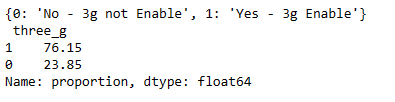 {0: 'No - 3g not Enable', 1: 'Yes - 3g Enable'}
three_g
1    76.15
0    23.85
Name: proportion, dtype: float64